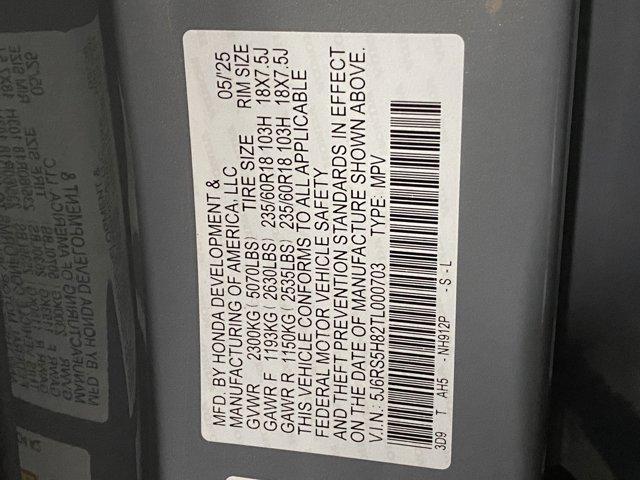 MFD. BY HONDA DEVELOPMENT &
MANUFACTURING OF AMERICA, LLC 05/'25
GVWR 2300KG ( 5070LBS) TIRE SIZE RIM SIZE
GAWR F 1193KG ( 2630LBS) 235/60R18 103H 18X7.5J
GAWR R 1150KG ( 2535LBS) 235/60R18 103H 18X7.5J
THIS VEHICLE CONFORMS TO ALL APPLICABLE
FEDERAL MOTOR VEHICLE SAFETY
AND THEFT PREVENTION STANDARDS IN EFFECT
ON THE DATE OF MANUFACTURE SHOWN ABOVE.
V.I.N.: 5J6RS5H82TL000703 TYPE: MPV
3D9 T AH5 -NH912P -S-L